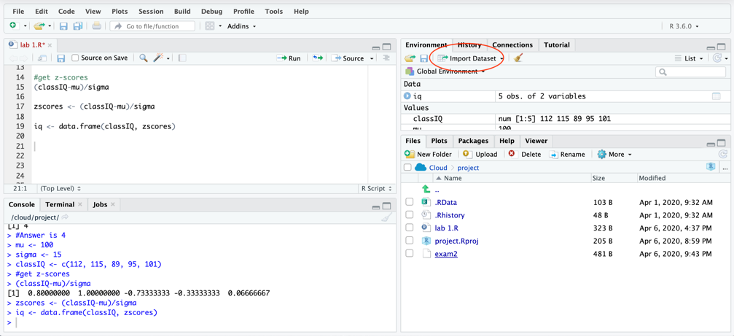 File Edit Code View Plots Session Build Debug Profile Tools Help
Go to file/function Addins R 3.6.0
lab 1.R*
Source on Save Run Source
13
14 #get z-scores
15 (classIQ-mu)/sigma
16
17 zscores <- (classIQ-mu)/sigma
18
19 iq <- data.frame(classIQ, zscores)
20
21
22
23
24
25
21:1 (Top Level) R Script
Console Terminal Jobs
/cloud/project/
[1] 4
> #Answer is 4
> mu <- 100
> sigma <- 15
> classIQ <- c(112, 115, 89, 95, 101)
> #get z-scores
> (classIQ-mu)/sigma
[1] 0.80000000 1.00000000 -0.73333333 -0.33333333 0.06666667
> zscores <- (classIQ-mu)/sigma
> iq <- data.frame(classIQ, zscores)
>
Environment History Connections Tutorial
Import Dataset List
Global Environment
Data
iq 5 obs. of 2 variables
Values
classIQ num [1:5] 112 115 89 95 101
mu 100
Files Plots Packages Help Viewer
New Folder Upload Delete Rename More
Cloud project ...
Name Size Modified
..
.RData 103 B Apr 1, 2020, 9:32 AM
.Rhistory 48 B Apr 1, 2020, 9:32 AM
lab 1.R 323 B Apr 6, 2020, 4:37 PM
project.Rproj 205 B Apr 6, 2020, 8:59 PM
exam2 481 B Apr 6, 2020, 9:43 PM